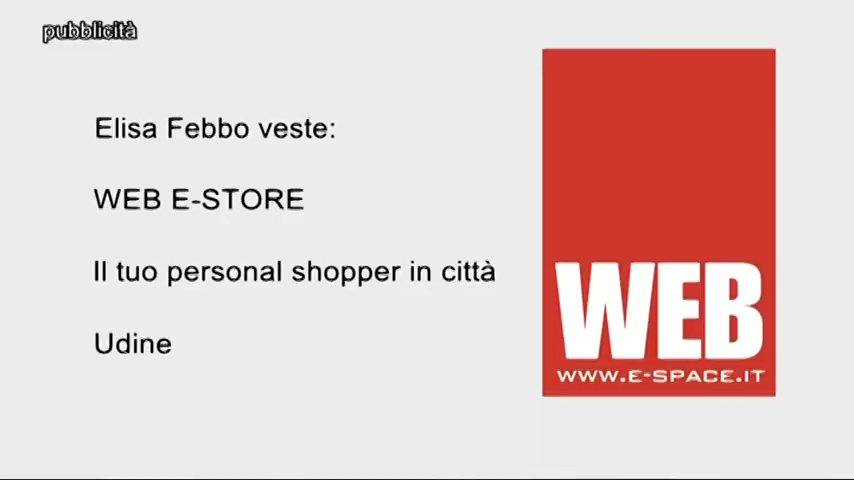 pubblicità
Elisa Febbo veste:
WEB E-STORE
Il tuo personal shopper in città
Udine
WEB
WWW.E-SPACE.IT